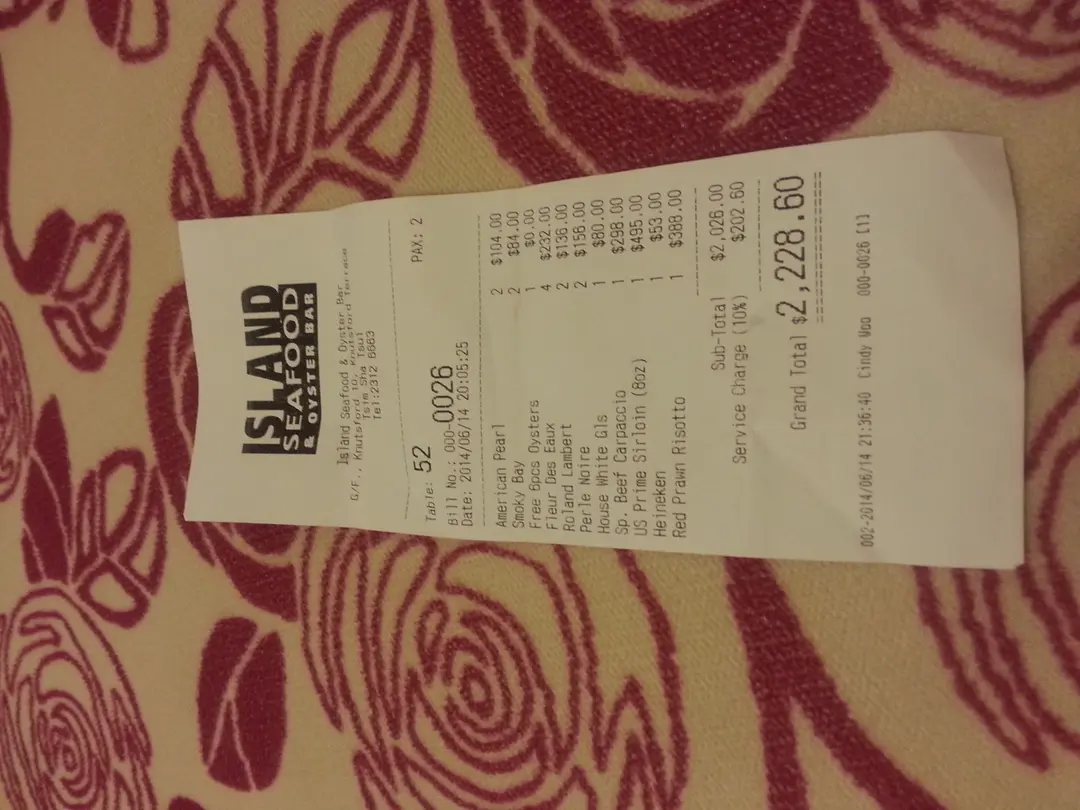 ISLAND
SEAFOOD
& OYSTER BAR
Island Seafood & Oyster Bar
G/F., Knutsford 10, Knutsford Terrace
Tsim Sha Tsui
Tel:2312 6663
Table: 52 PAX: 2
Bill No.: 000-0026
Date: 2014/06/14 20:05:25
American Pearl 2 $104.00
Smoky Bay 2 $84.00
Free 6pcs Oysters 1 $0.00
Fleur Des Eaux 4 $232.00
Roland Lambert 2 $136.00
Perle Noire 2 $156.00
House White Gls 1 $80.00
Sp. Beef Carpaccio 1 $298.00
US Prime Sirloin (8oz) 1 $495.00
Heineken 1 $53.00
Red Prawn Risotto 1 $388.00
Sub-Total $2,026.00
Service Charge (10%) $202.60
Grand Total $2,228.60
002-2014/06/14 21:36:40 Cindy Woo 000-0026 [1]